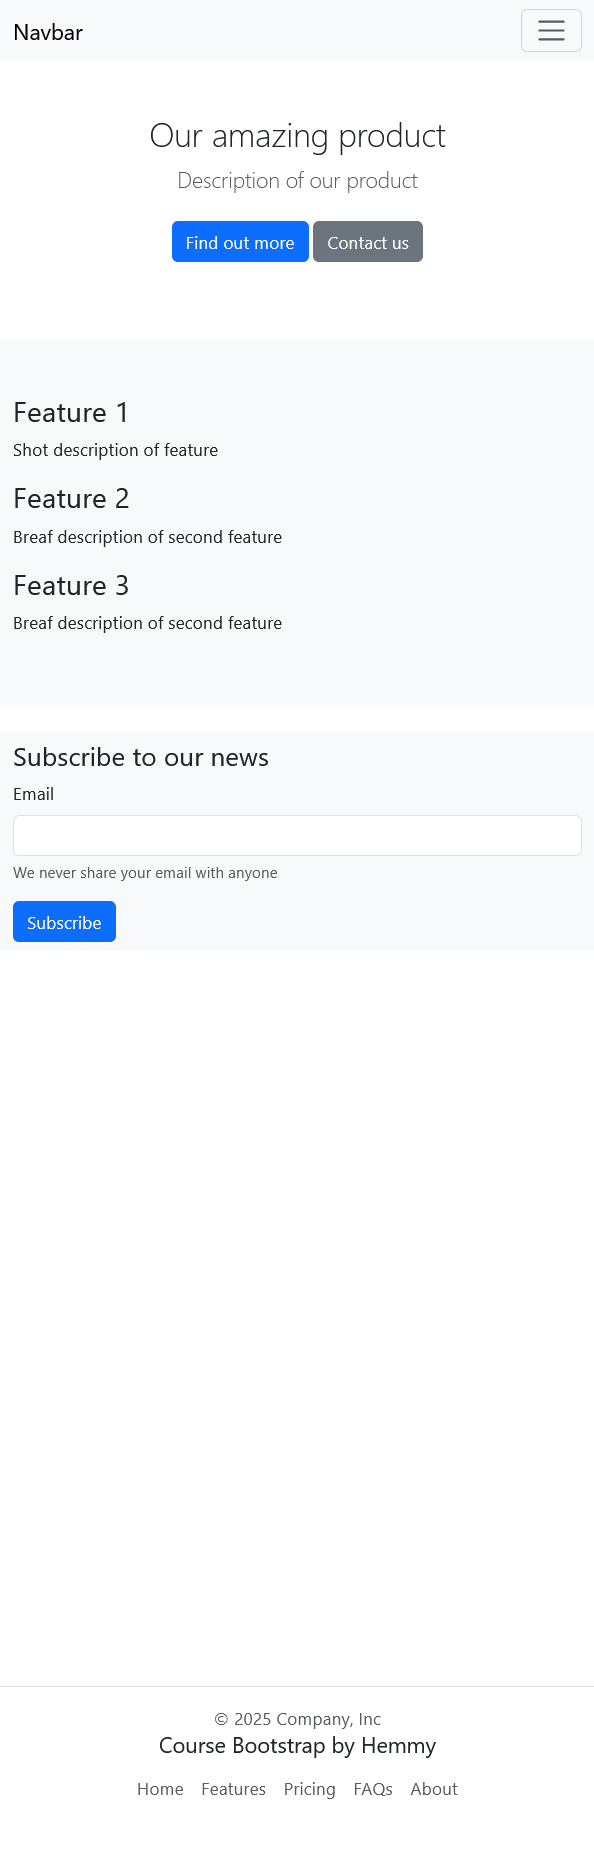 Navbar
Our amazing product
Description of our product
Find out more Contact us
Feature 1
Shot description of feature
Feature 2
Breaf description of second feature
Feature 3
Breaf description of second feature
Subscribe to our news
Email
We never share your email with anyone
Subscribe
© 2025 Company, Inc
Course Bootstrap by Hemmy
Home Features Pricing FAQs About